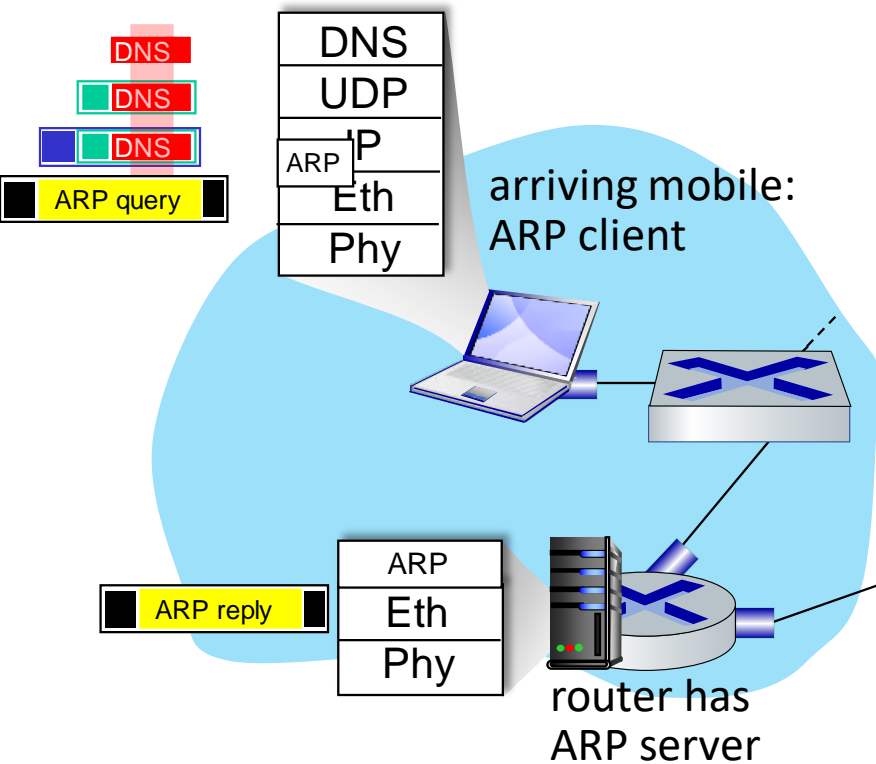 DNS
DNS
DNS
ARP query
DNS
UDP
IP
ARP
Eth
Phy
arriving mobile:
ARP client
ARP reply
ARP
Eth
Phy
router has
ARP server